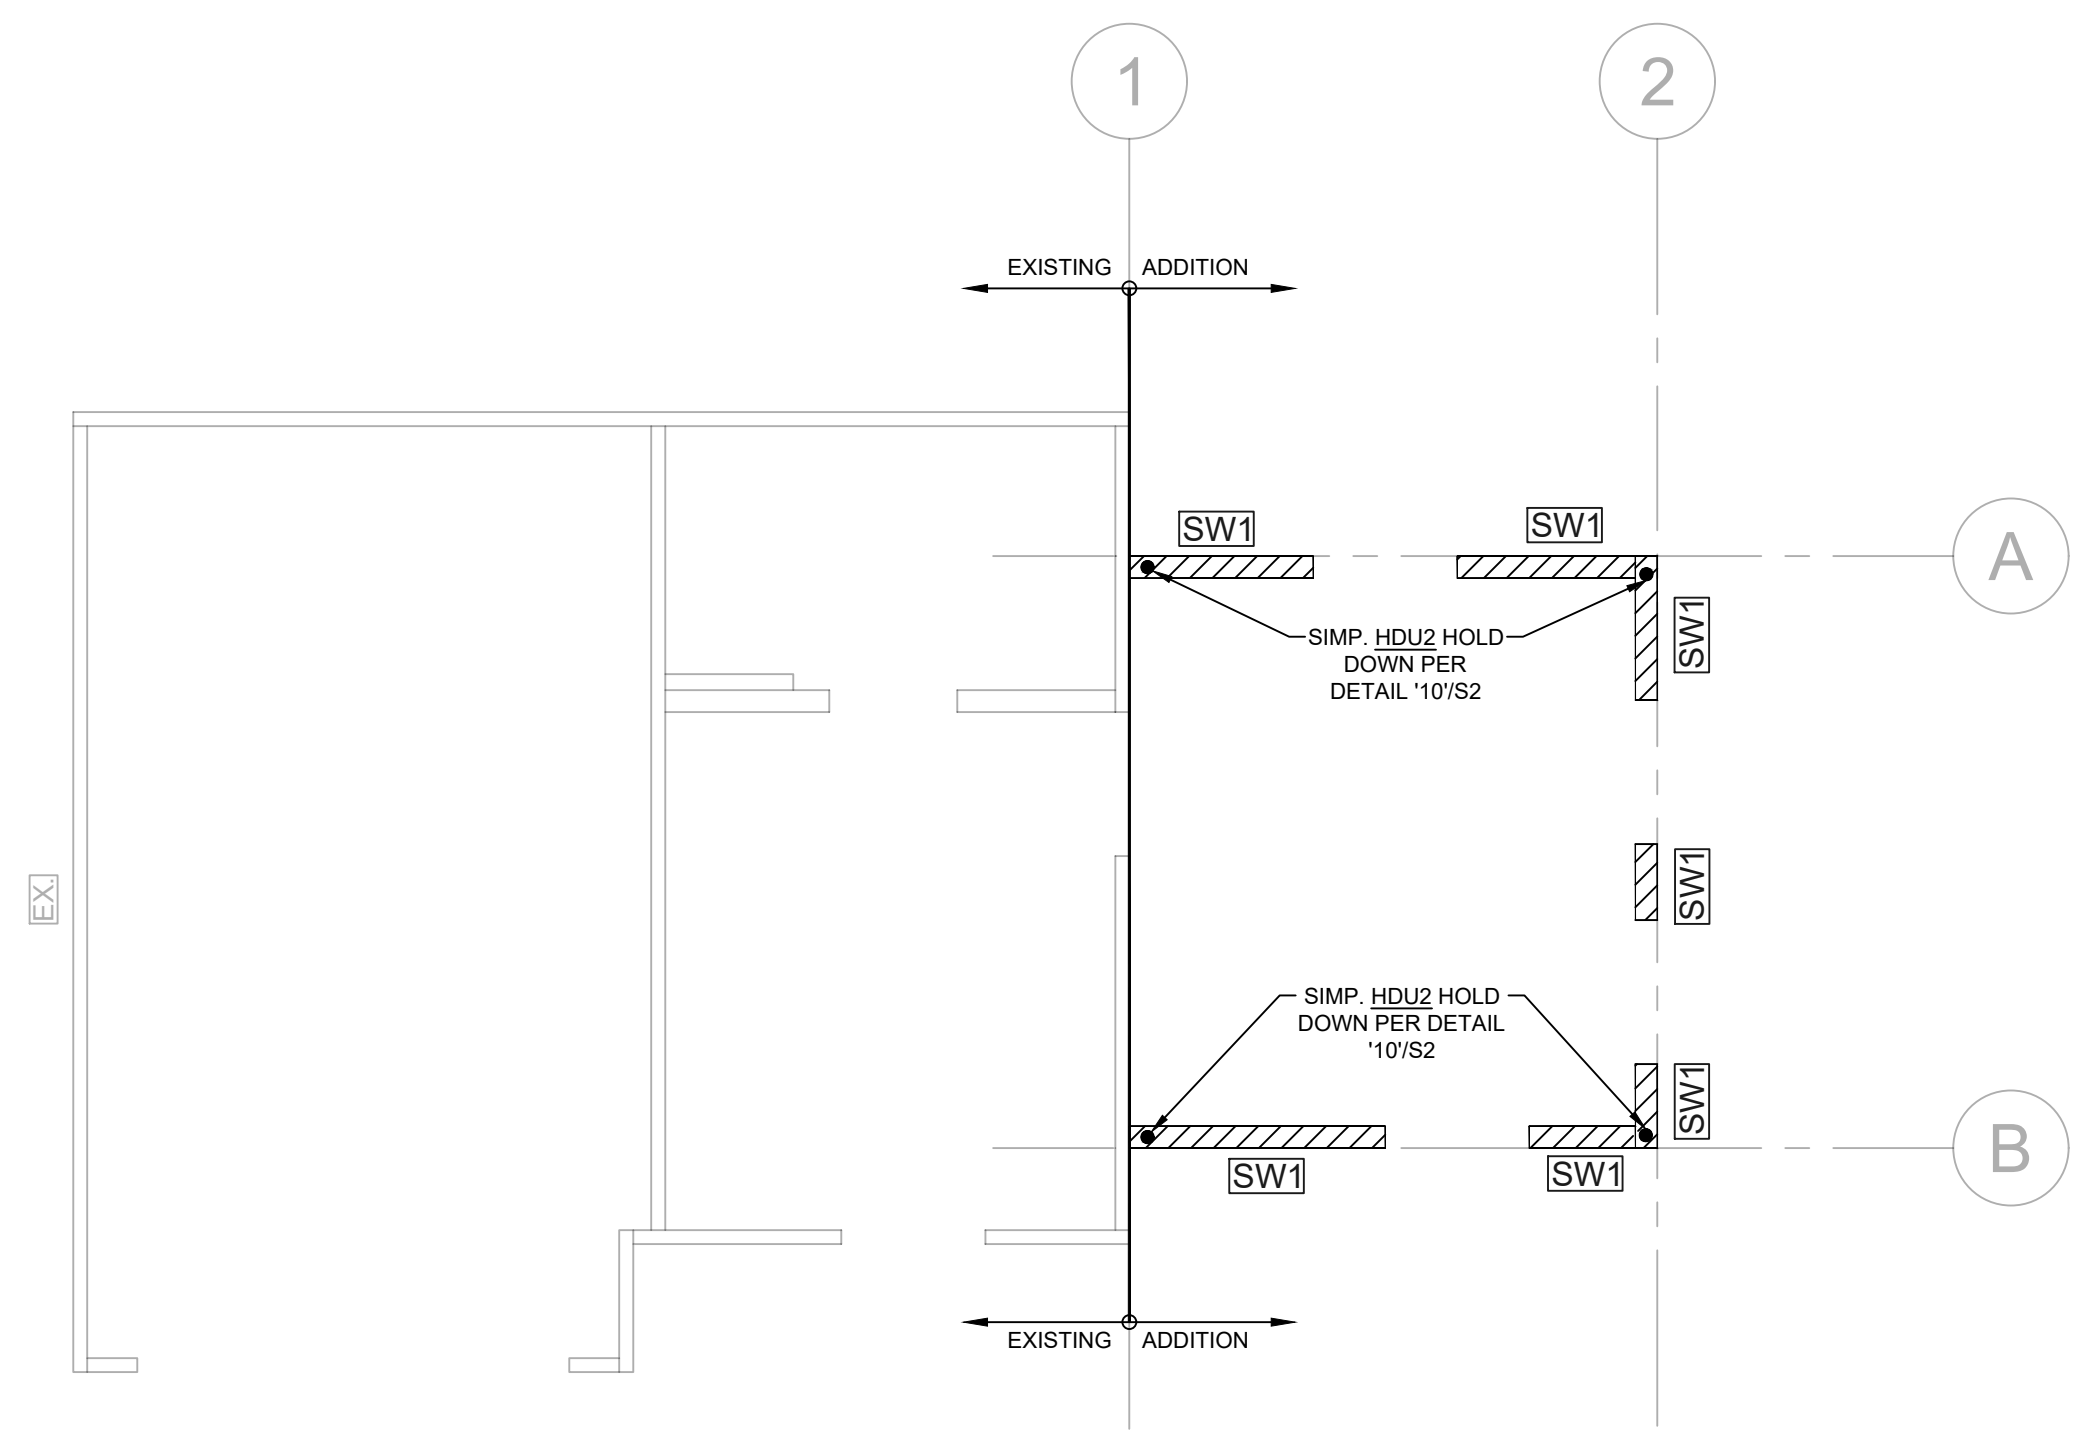 1
2
EXISTING
ADDITION
SW1
SW1
A
SIMP. HDU2 HOLD
DOWN PER
DETAIL '10'/S2
SW1
EX.
SW1
SIMP. HDU2 HOLD
DOWN PER DETAIL
'10'/S2
SW1
B
SW1
SW1
EXISTING
ADDITION